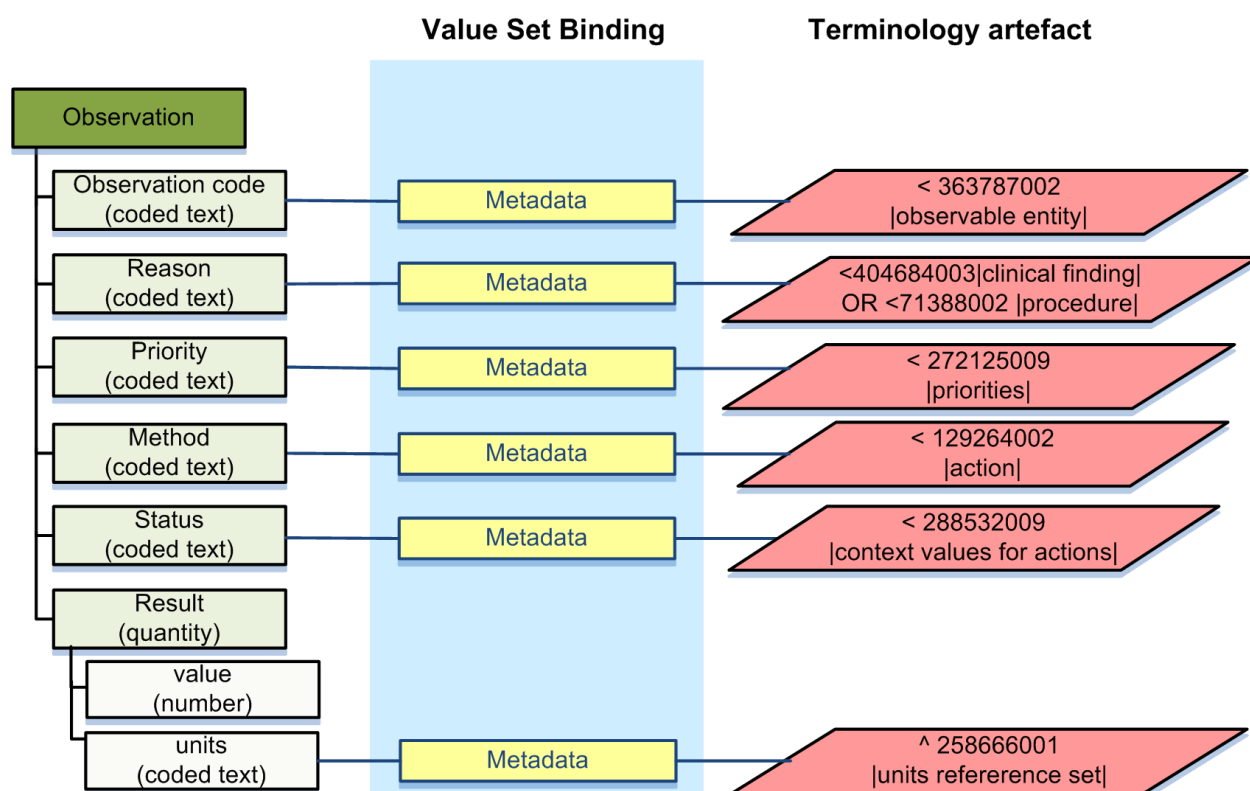 Value Set Binding
Terminology artefact
Observation
Observation code
(coded text)
Metadata
< 363787002
|observable entity|
Reason
(coded text)
Metadata
<404684003|clinical finding|
OR <71388002 |procedure|
Priority
(coded text)
Metadata
< 272125009
|priorities|
Method
(coded text)
Metadata
< 129264002
|action|
Status
(coded text)
Metadata
< 288532009
|context values for actions|
Result
(quantity)
value
(number)
units
(coded text)
Metadata
^ 258666001
|units refererence set|